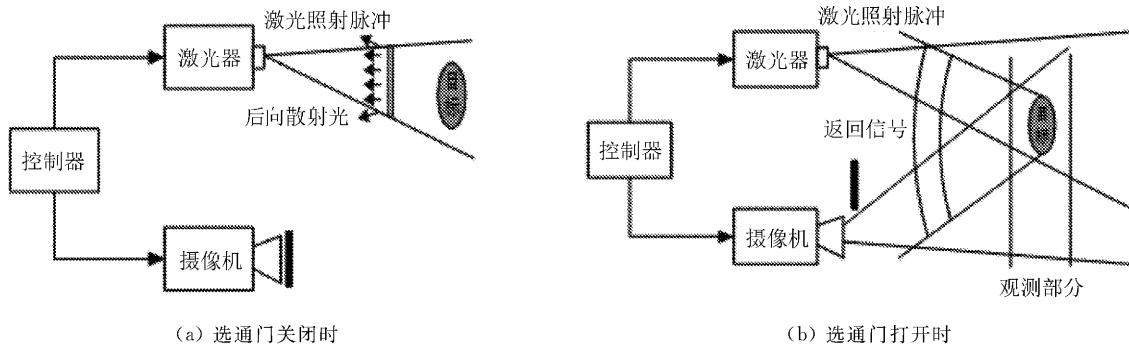 激光照射脉冲
激光器
后向散射光
控制器
摄像机
(a) 选通门关闭时
激光照射脉冲
激光器
返回信号
控制器
摄像机
观测部分
(b) 选通门打开时